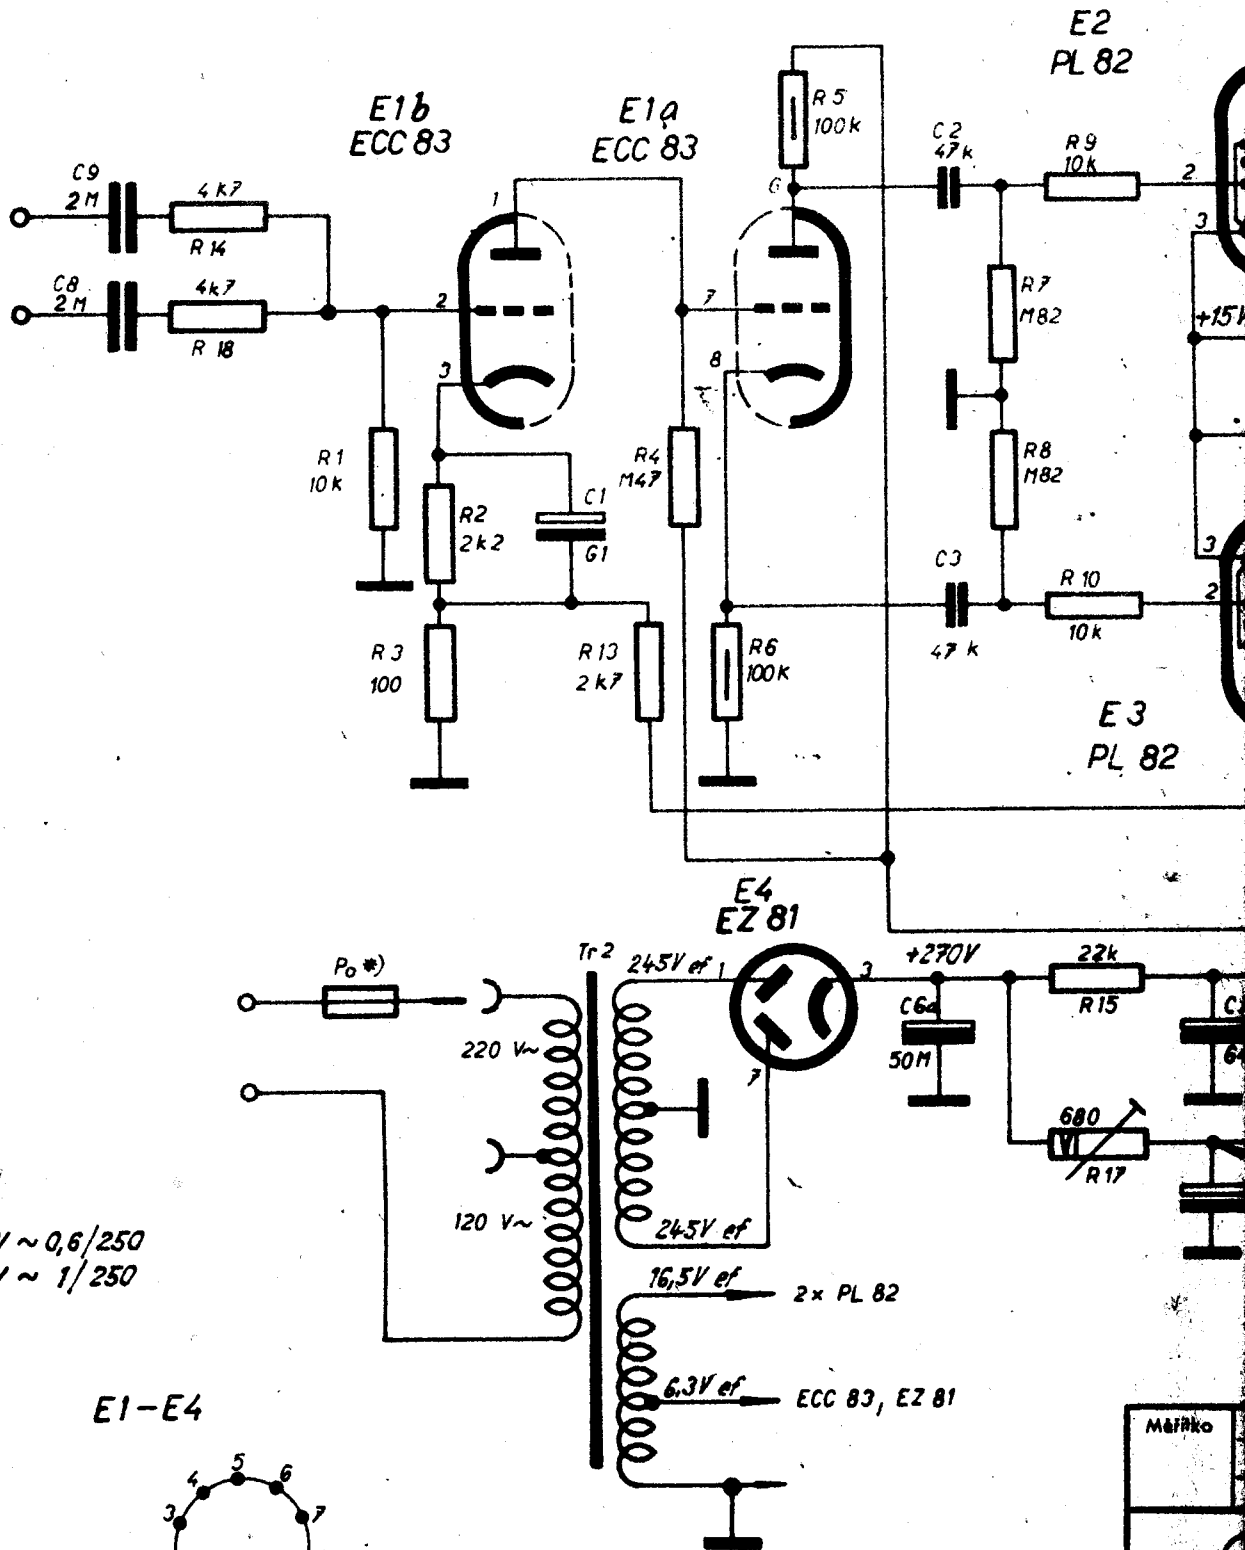 E2
PL 82
E1b
ECC 83
E1a
ECC 83
R5
100k
C2
47k
R9
10k
2
3
C9
2M
4k7
R14
C8
2M
4k7
R18
1
2
3
6
7
8
R7
M82
+15V
R8
M82
R1
10k
R2
2k2
C1
G1
R4
M47
C3
47k
R10
10k
3
2
R3
100
R13
2k7
R6
100k
E3
PL 82
E4
EZ 81
Po *)
Tr2
245V ef
1
3
+270V
22k
R15
C6a
50M
7
220 V~
120 V~
245V ef
680
R17
V ~ 0,6/250
V ~ 1/250
16,5V ef
2x PL 82
6,3V ef
ECC 83, EZ 81
E1-E4
3
4
5
6
7
Měřítko